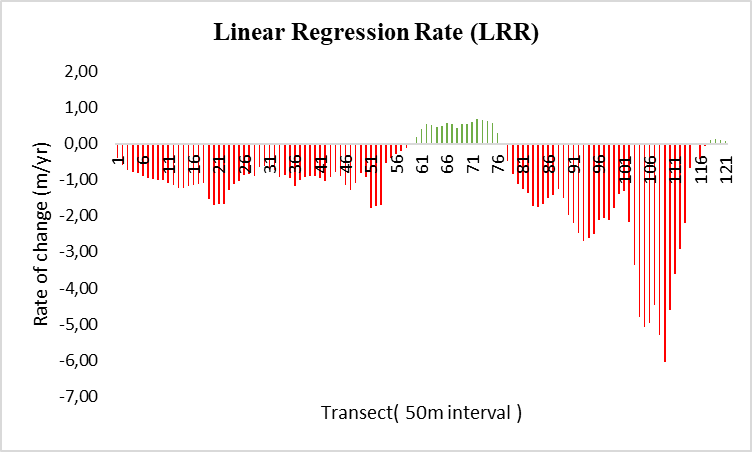 Linear Regression Rate (LRR)
2,00
1,00
0,00
-1,00
-2,00
-3,00
-4,00
-5,00
-6,00
-7,00
Rate of change (m/yr)
1 6 11 16 21 26 31 36 41 46 51 56 61 66 71 76 81 86 91 96 101 106 111 116 121
Transect( 50m interval )